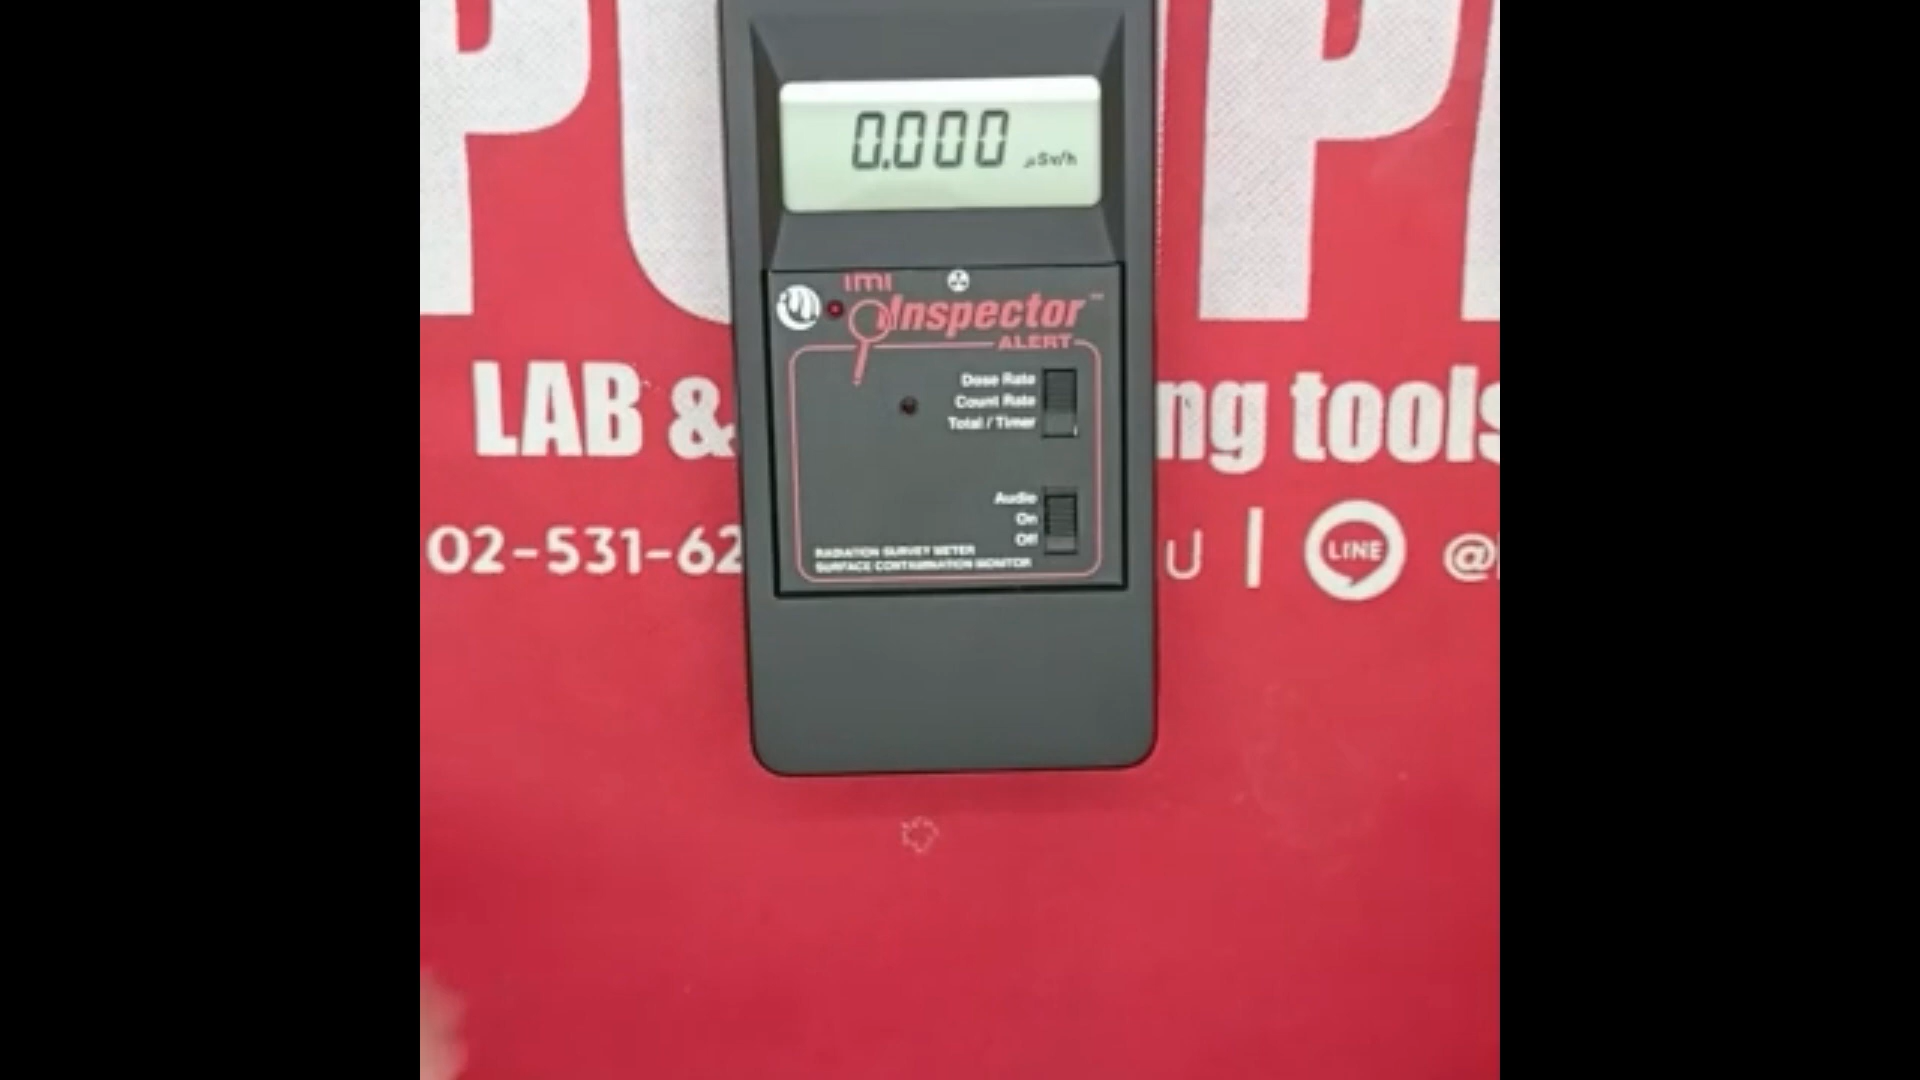 0.000 µSv/h
imi
Inspector™
ALERT
Dose Rate
Count Rate
Total / Timer
Audio
On
Off
RADIATION SURVEY METER
SURFACE CONTAMINATION MONITOR
LAB &
ng tools
02-531-62
U | LINE @